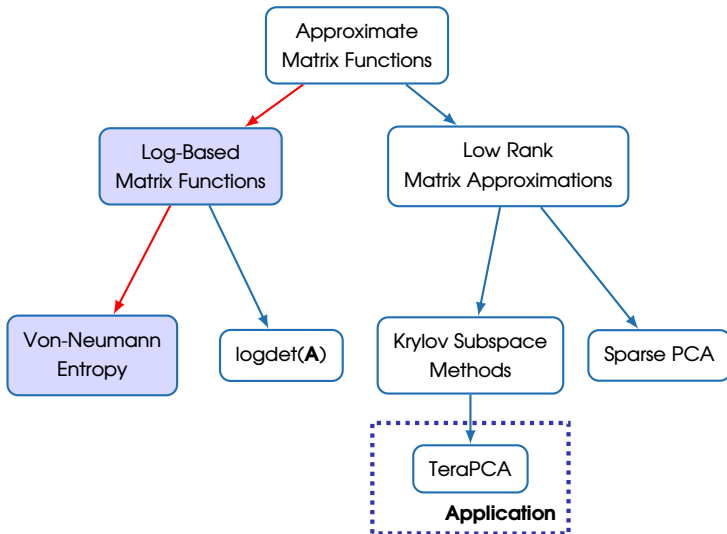 Approximate
Matrix Functions
Log-Based
Matrix Functions
Low Rank
Matrix Approximations
Von-Neumann
Entropy
logdet(A)
Krylov Subspace
Methods
Sparse PCA
TeraPCA
Application